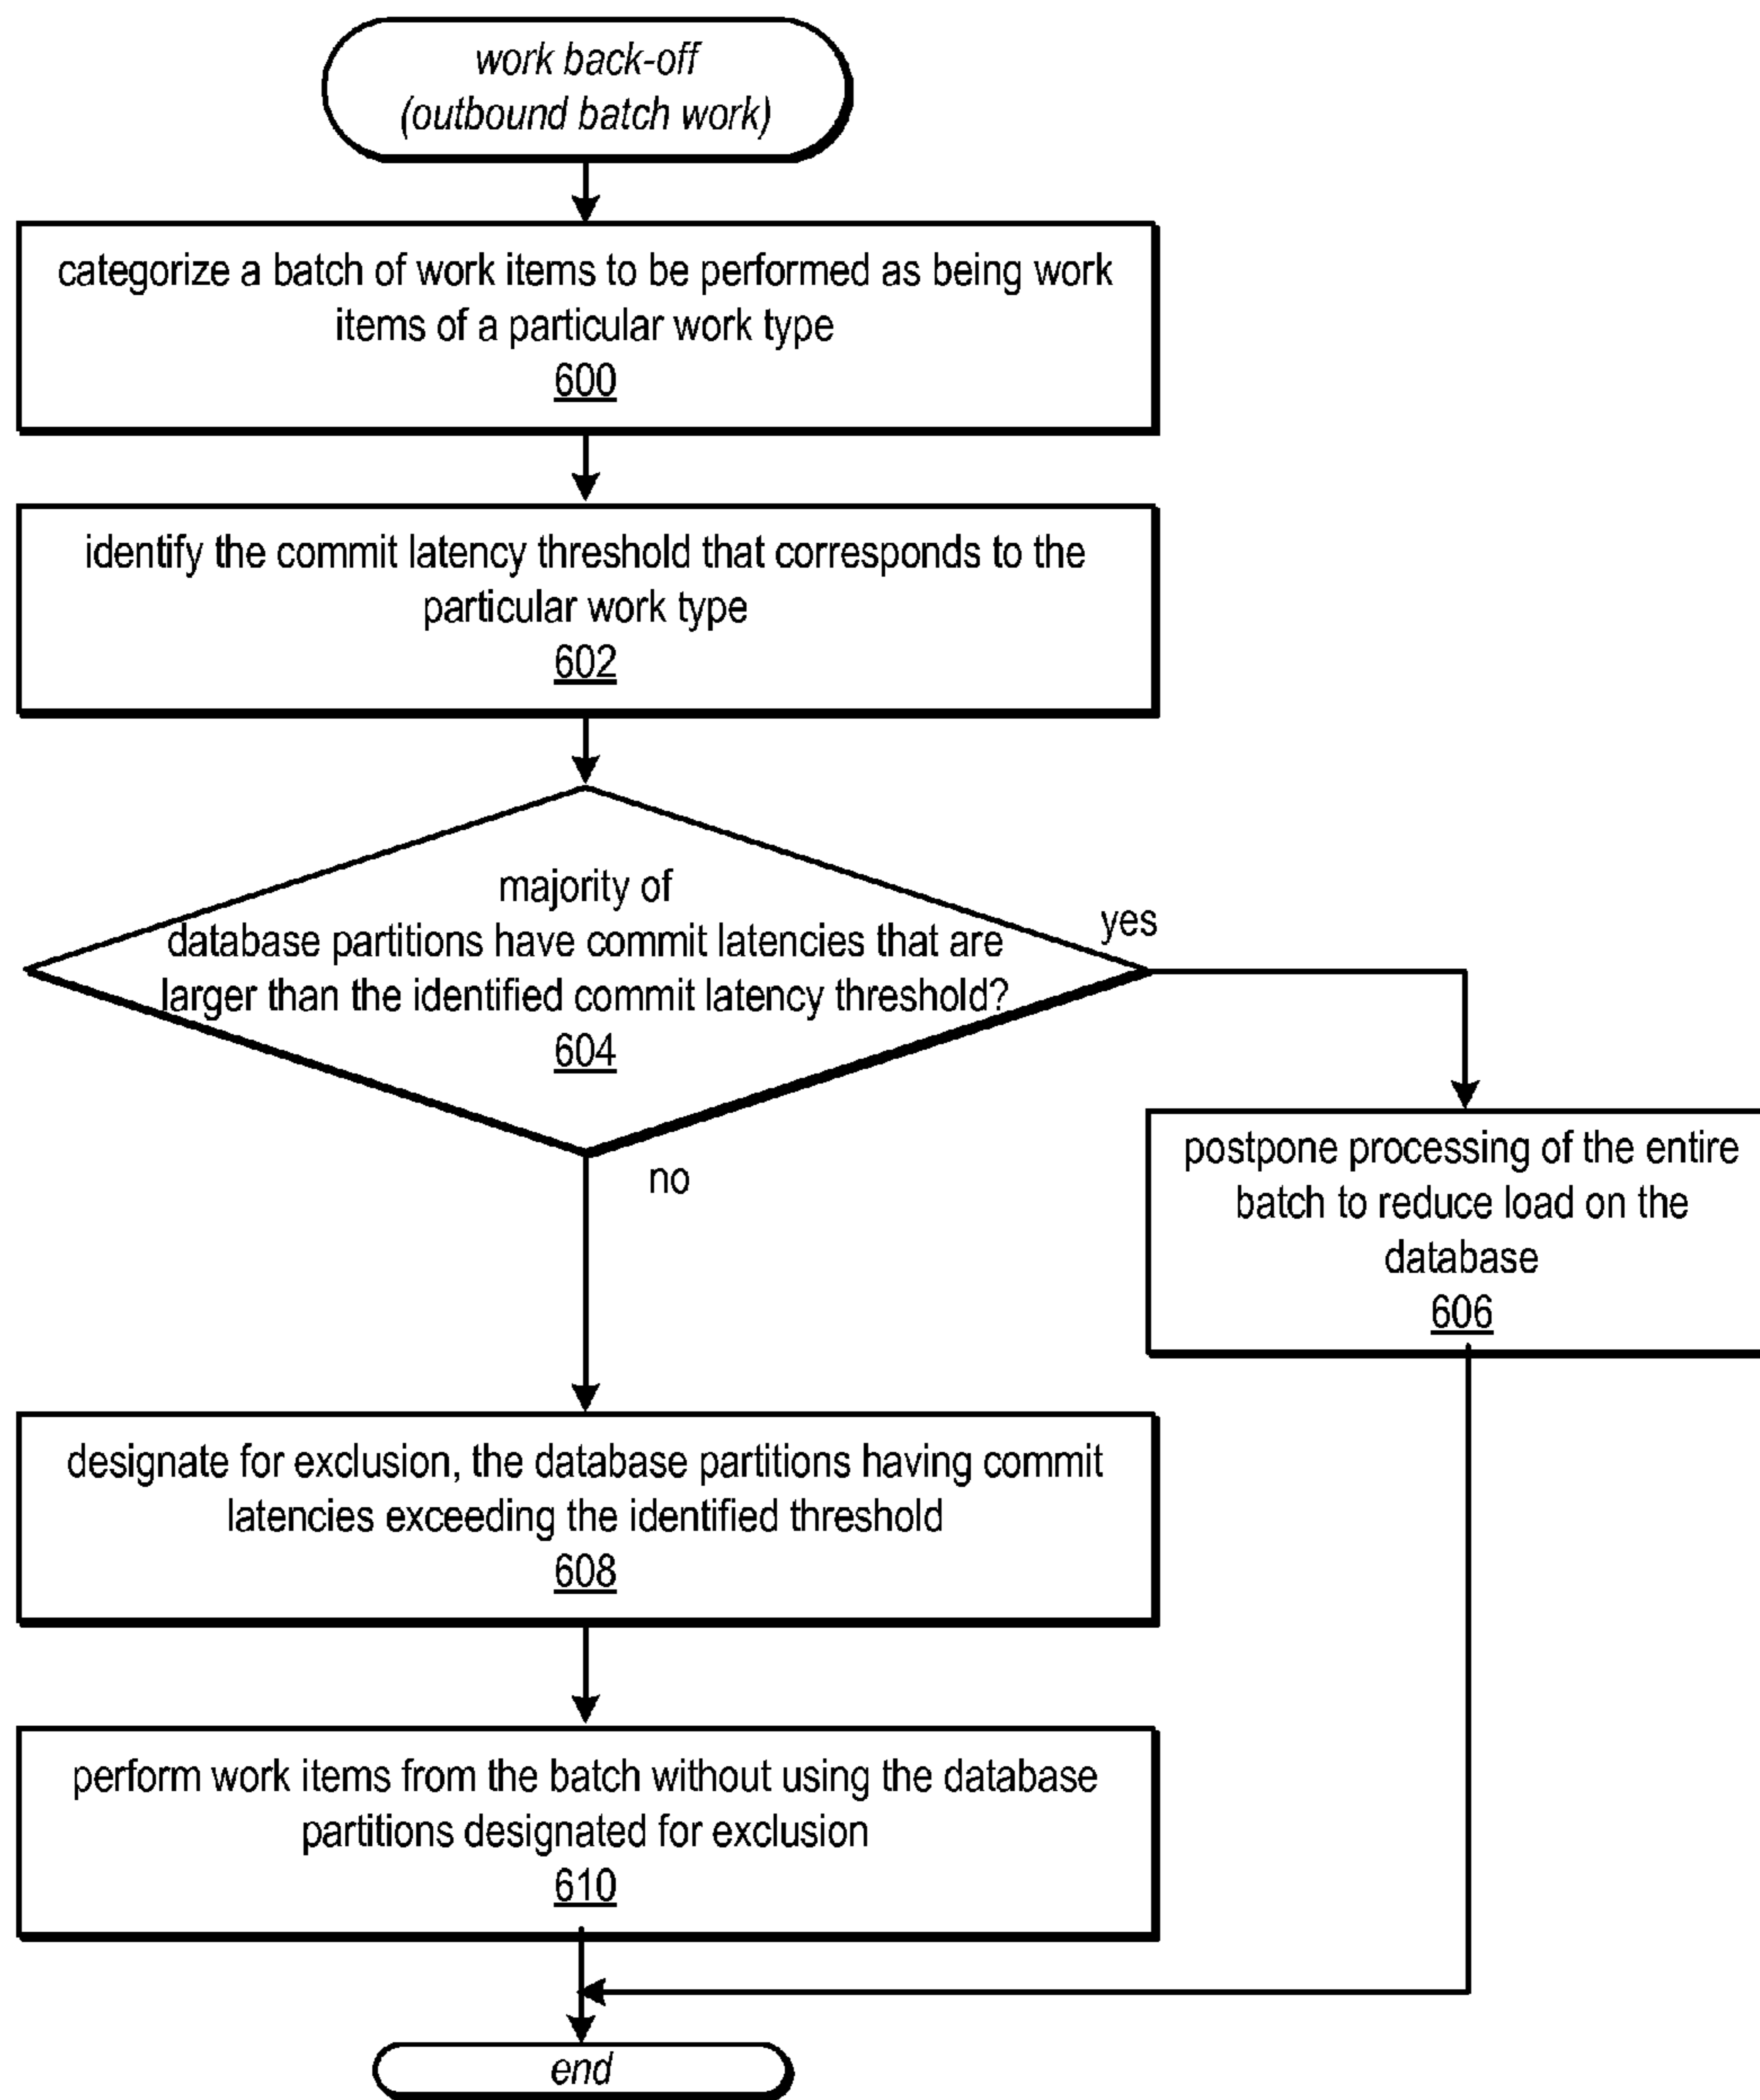 work back-off
(outbound batch work)
categorize a batch of work items to be performed as being work
items of a particular work type
600
identify the commit latency threshold that corresponds to the
particular work type
602
majority of
database partitions have commit latencies that are
larger than the identified commit latency threshold?
604
yes
no
postpone processing of the entire
batch to reduce load on the
database
606
designate for exclusion, the database partitions having commit
latencies exceeding the identified threshold
608
perform work items from the batch without using the database
partitions designated for exclusion
610
end